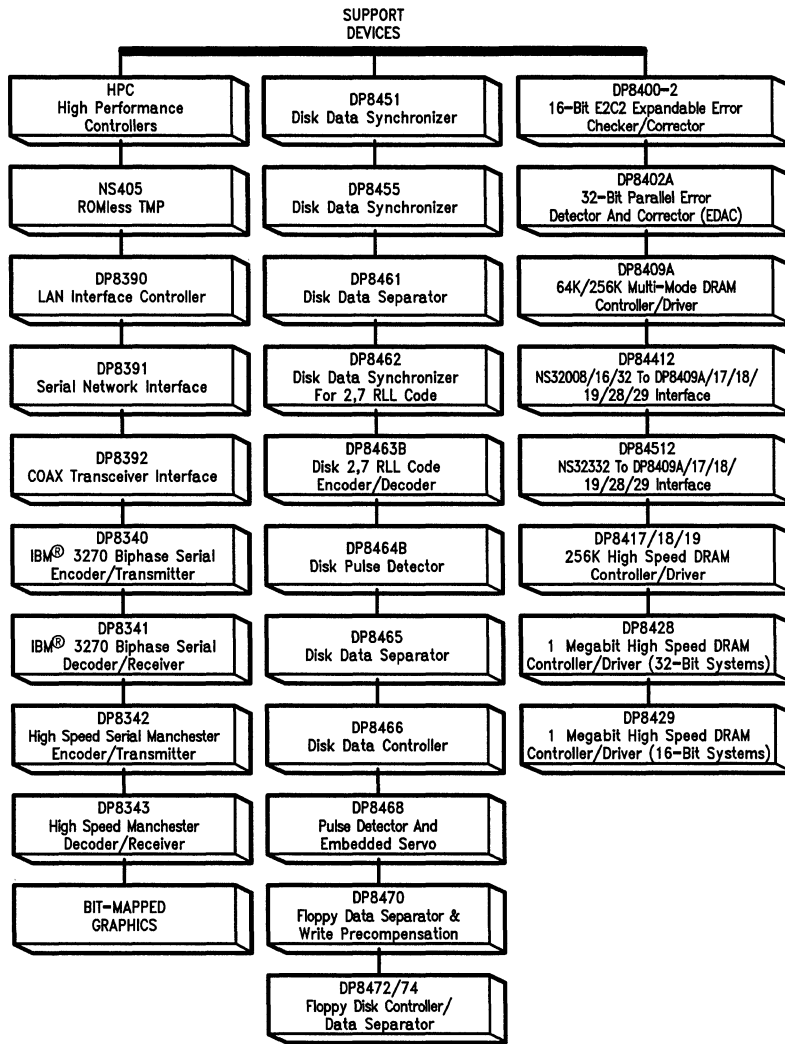 SUPPORT
DEVICES
HPC
High Performance
Controllers
NS405
ROMless TMP
DP8390
LAN Interface Controller
DP8391
Serial Network Interface
DP8392
COAX Transceiver Interface
DP8340
IBM® 3270 Biphase Serial
Encoder/Transmitter
DP8341
IBM® 3270 Biphase Serial
Decoder/Receiver
DP8342
High Speed Serial Manchester
Encoder/Transmitter
DP8343
High Speed Manchester
Decoder/Receiver
BIT-MAPPED
GRAPHICS
DP8451
Disk Data Synchronizer
DP8455
Disk Data Synchronizer
DP8461
Disk Data Separator
DP8462
Disk Data Synchronizer
For 2,7 RLL Code
DP8463B
Disk 2,7 RLL Code
Encoder/Decoder
DP8464B
Disk Pulse Detector
DP8465
Disk Data Separator
DP8466
Disk Data Controller
DP8468
Pulse Detector And
Embedded Servo
DP8470
Floppy Data Separator &
Write Precompensation
DP8472/74
Floppy Disk Controller/
Data Separator
DP8400-2
16-Bit E2C2 Expandable Error
Checker/Corrector
DP8402A
32-Bit Parallel Error
Detector And Corrector (EDAC)
DP8409A
64K/256K Multi-Mode DRAM
Controller/Driver
DP84412
NS32008/16/32 To DP8409A/17/18/
19/28/29 Interface
DP84512
NS32332 To DP8409A/17/18/
19/28/29 Interface
DP8417/18/19
256K High Speed DRAM
Controller/Driver
DP8428
1 Megabit High Speed DRAM
Controller/Driver (32-Bit Systems)
DP8429
1 Megabit High Speed DRAM
Controller/Driver (16-Bit Systems)